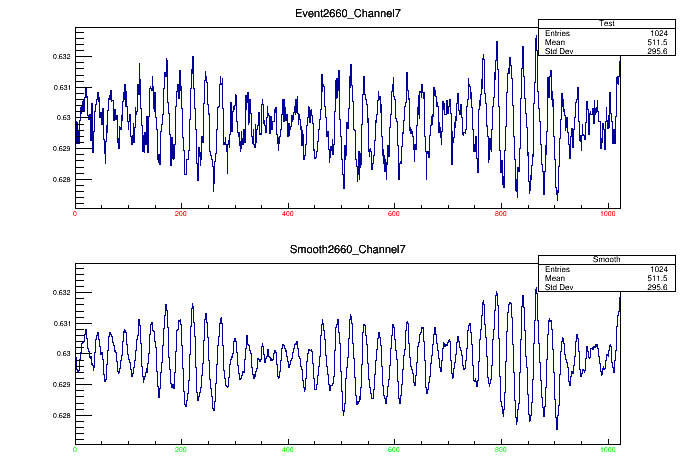 Event2660_Channel7
Test
Entries 1024
Mean 511.5
Std Dev 295.6
0.632
0.631
0.63
0.629
0.628
0 200 400 600 800 1000
Smooth2660_Channel7
Smooth
Entries 1024
Mean 511.5
Std Dev 295.6
0.632
0.631
0.63
0.629
0.628
0 200 400 600 800 1000